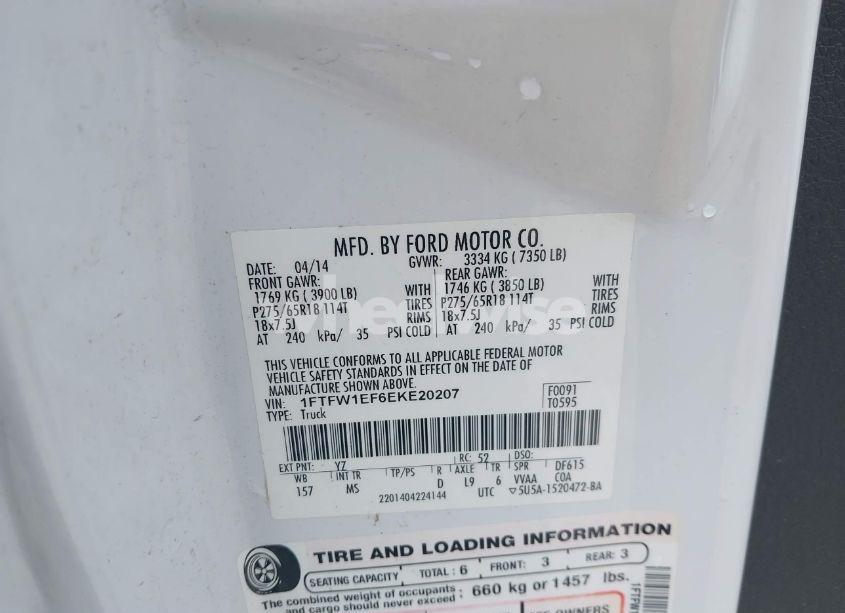 MFD. BY FORD MOTOR CO.
DATE: 04/14 GVWR: 3334 KG ( 7350 LB)
FRONT GAWR: REAR GAWR:
1769 KG ( 3900 LB) WITH 1746 KG ( 3850 LB) WITH
P275/65R18 114T TIRES P275/65R18 114T TIRES
18x7.5J RIMS 18x7.5J RIMS
AT 240 kPa/ 35 PSI COLD AT 240 kPa/ 35 PSI COLD
wheelwise
THIS VEHICLE CONFORMS TO ALL APPLICABLE FEDERAL MOTOR
VEHICLE SAFETY STANDARDS IN EFFECT ON THE DATE OF
MANUFACTURE SHOWN ABOVE.
VIN: 1FTFW1EF6EKE20207 F0091
TYPE: Truck T0595
EXT PNT: YZ RC: 52 DSO:
WB INT TR TP/PS R AXLE TR SPR DF615
157 MS D L9 6 VVAA COA
2201404224144 UTC ▽5U5A-1520472-BA
TIRE AND LOADING INFORMATION
SEATING CAPACITY TOTAL: 6 FRONT: 3 REAR: 3
The combined weight of occupants and cargo should never exceed: 660 kg or 1457 lbs.
1FTFW